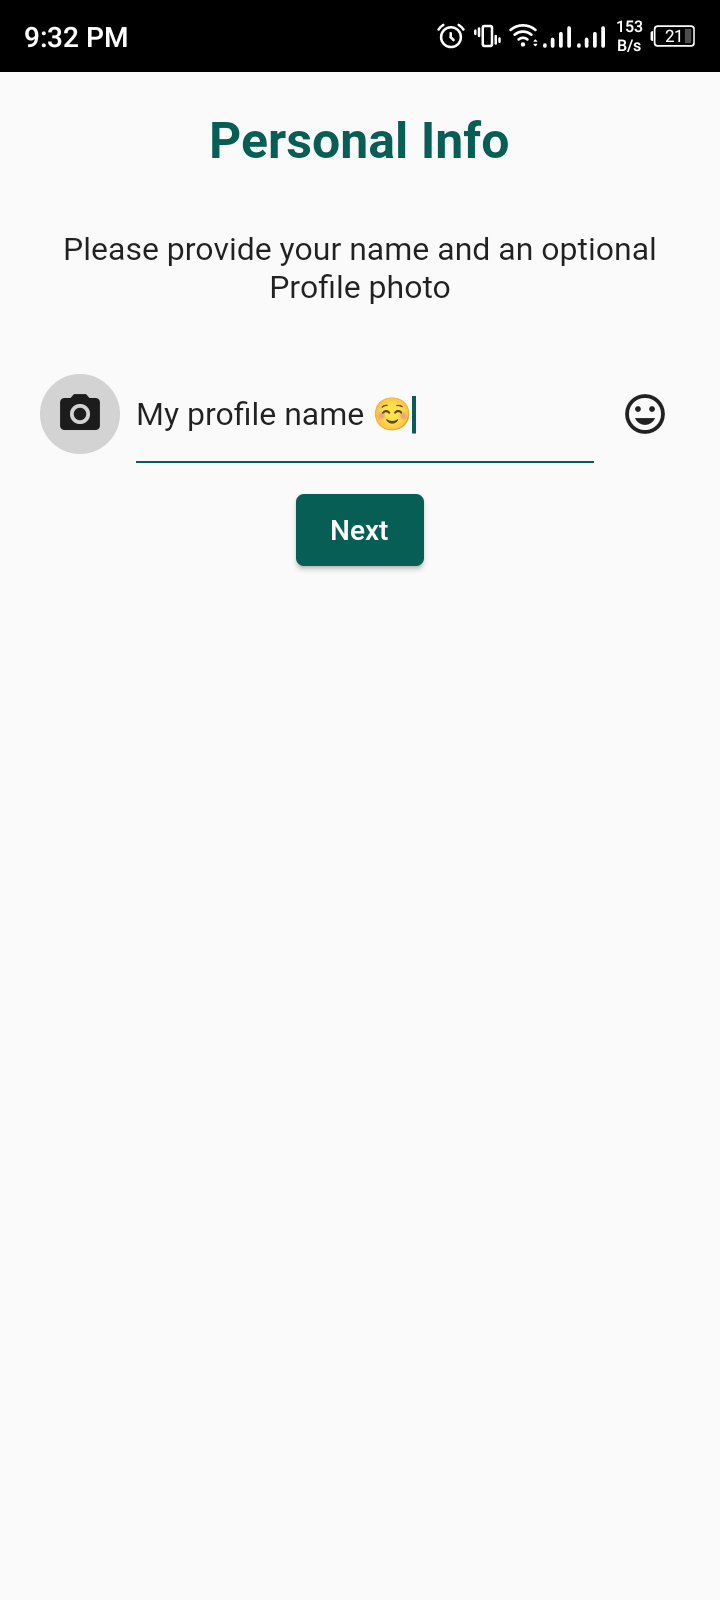 9:32 PM
153
B/s
21
Personal Info
Please provide your name and an optional
Profile photo
My profile name ☺️
Next